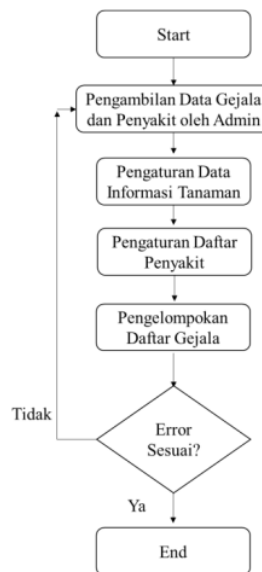 Start
Pengambilan Data Gejala
dan Penyakit oleh Admin
Pengaturan Data
Informasi Tanaman
Pengaturan Daftar
Penyakit
Pengelompokan
Daftar Gejala
Tidak
Error
Sesuai?
Ya
End